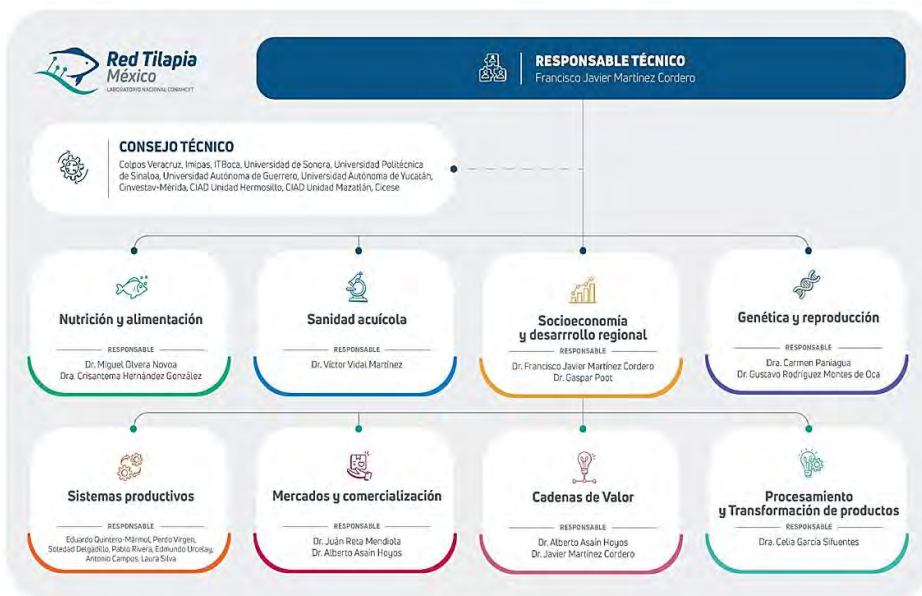 Red Tilapia
México
LABORATORIO NACIONAL CONAHCYT
RESPONSABLE TÉCNICO
Francisco Javier Martínez Cordero
CONSEJO TÉCNICO
Colpos Veracruz, Imipas, ITBoca, Universidad de Sonora, Universidad Politécnica
de Sinaloa, Universidad Autónoma de Guerrero, Universidad Autónoma de Yucatán,
Cinvestav-Mérida, CIAD Unidad Hermosillo, CIAD Unidad Mazatlán, Cicese
Nutrición y alimentación
RESPONSABLE
Dr. Miguel Olvera Novoa
Dra. Crisantema Hernández González
Sanidad acuícola
RESPONSABLE
Dr. Víctor Vidal Martínez
Socioeconomía
y desarrrollo regional
RESPONSABLE
Dr. Francisco Javier Martínez Cordero
Dr. Gaspar Poot
Genética y reproducción
RESPONSABLE
Dra. Carmen Paniagua
Dr. Gustavo Rodríguez Montes de Oca
Sistemas productivos
RESPONSABLE
Eduardo Quintero-Mármol, Perdo Virgen,
Soledad Delgadillo, Pablo Rivera, Edmundo Urcelay,
Antonio Campos, Laura Silva
Mercados y comercialización
RESPONSABLE
Dr. Juán Reta Mendiola
Dr. Alberto Asain Hoyos
Cadenas de Valor
RESPONSABLE
Dr. Alberto Asain Hoyos
Dr. Javier Martínez Cordero
Procesamiento
y Transformación de productos
RESPONSABLE
Dra. Celia García Sifuentes